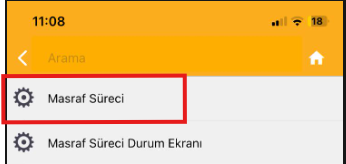 11:08
18
Arama
Masraf Süreci
Masraf Süreci Durum Ekranı